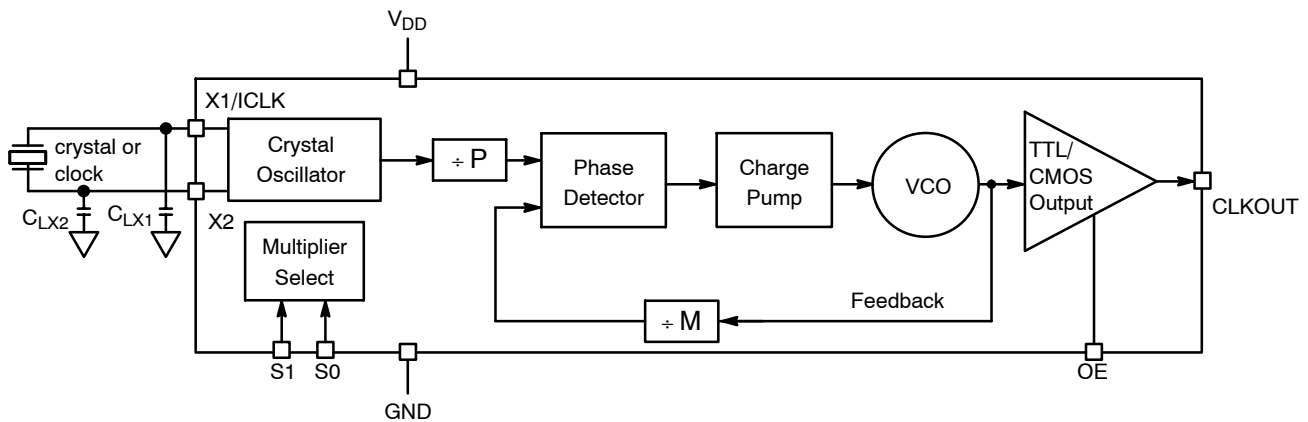 VDD
X1/ICLK
crystal or
clock
Crystal
Oscillator
÷ P
Phase
Detector
Charge
Pump
VCO
TTL/
CMOS
Output
CLKOUT
CLX2
CLX1
X2
Multiplier
Select
Feedback
÷ M
S1
S0
GND
OE